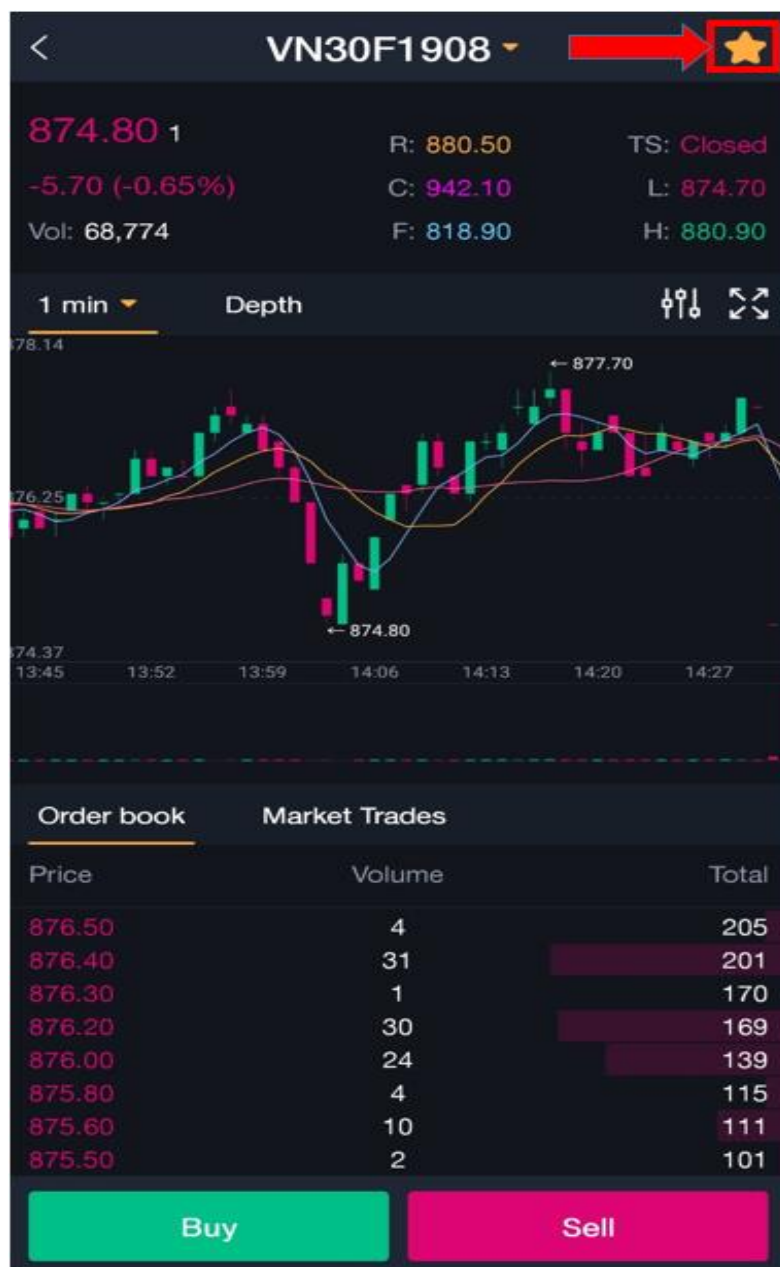 VN30F1908
874.80 1
R: 880.50 TS: Closed
-5.70 (-0.65%) C: 942.10 L: 874.70
Vol: 68,774 F: 818.90 H: 880.90
1 min Depth
78.14
← 877.70
76.25
← 874.80
74.37
13:45 13:52 13:59 14:06 14:13 14:20 14:27
Order book Market Trades
Price Volume Total
876.50 4 205
876.40 31 201
876.30 1 170
876.20 30 169
876.00 24 139
875.80 4 115
875.60 10 111
875.50 2 101
Buy Sell